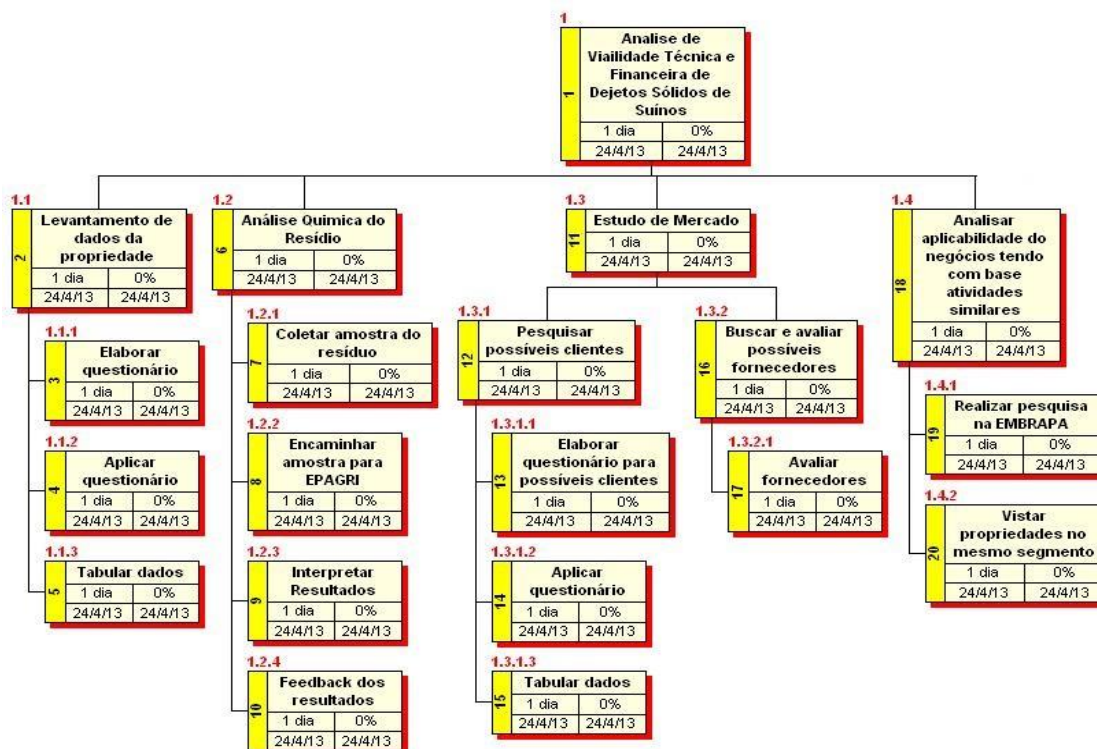 1
Analise de
Viailidade Técnica e
Financeira de
Dejetos Sólidos de
Suínos
1
1 dia 0%
24/4/13 24/4/13
1.1
Levantamento de
dados da
propriedade
2
1 dia 0%
24/4/13 24/4/13
1.1.1
Elaborar
questionário
3
1 dia 0%
24/4/13 24/4/13
1.1.2
Aplicar
questionário
4
1 dia 0%
24/4/13 24/4/13
1.1.3
Tabular dados
5
1 dia 0%
24/4/13 24/4/13
1.2
Análise Quimica do
Resídio
6
1 dia 0%
24/4/13 24/4/13
1.2.1
Coletar amostra do
resíduo
7
1 dia 0%
24/4/13 24/4/13
1.2.2
Encaminhar
amostra para
EPAGRI
8
1 dia 0%
24/4/13 24/4/13
1.2.3
Interpretar
Resultados
9
1 dia 0%
24/4/13 24/4/13
1.2.4
Feedback dos
resultados
10
1 dia 0%
24/4/13 24/4/13
1.3
Estudo de Mercado
11
1 dia 0%
24/4/13 24/4/13
1.3.1
Pesquisar
possíveis clientes
12
1 dia 0%
24/4/13 24/4/13
1.3.1.1
Elaborar
questionário para
possíveis clientes
13
1 dia 0%
24/4/13 24/4/13
1.3.1.2
Aplicar
questionário
14
1 dia 0%
24/4/13 24/4/13
1.3.1.3
Tabular dados
15
1 dia 0%
24/4/13 24/4/13
1.3.2
Buscar e avaliar
possíveis
fornecedores
16
1 dia 0%
24/4/13 24/4/13
1.3.2.1
Avaliar
fornecedores
17
1 dia 0%
24/4/13 24/4/13
1.4
Analisar
aplicabilidade do
negócios tendo
com base
atividades
similares
18
1 dia 0%
24/4/13 24/4/13
1.4.1
Realizar pesquisa
na EMBRAPA
19
1 dia 0%
24/4/13 24/4/13
1.4.2
Vistar
propriedades no
mesmo segmento
20
1 dia 0%
24/4/13 24/4/13